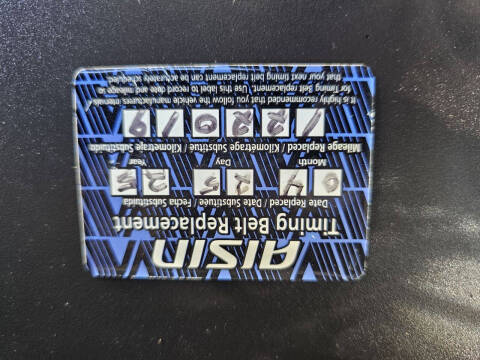 AISIN
Timing Belt Replacement
Date Replaced / Date Substituée / Fecha Substituida
Month Day Year
Mileage Replaced / Kilometrage Substitue / Kilometraje Substituido
It is highly recommended that you follow the vehicle manufacturers intervals
for Timing Belt Replacement. Use this label to record date and mileage so
that your next timing belt replacement can be accurately scheduled.